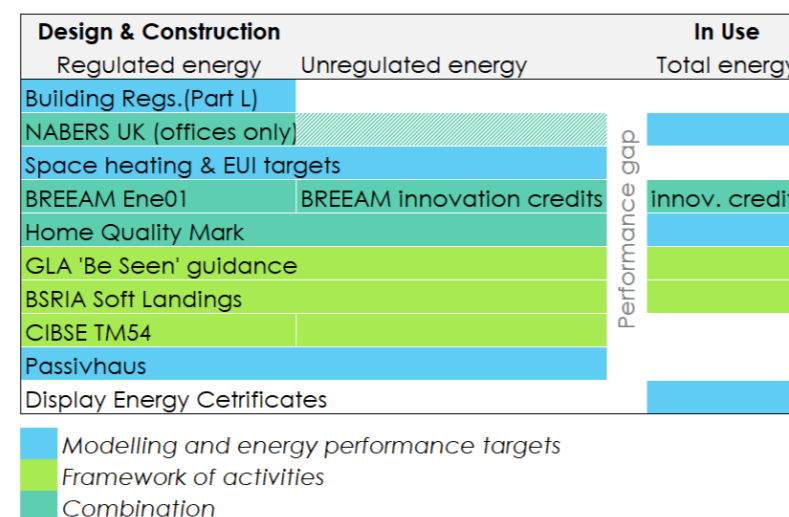 Design & Construction In Use
Regulated energy Unregulated energy Total energy
Building Regs.(Part L)
NABERS UK (offices only)
Space heating & EUI targets
BREEAM Ene01 BREEAM innovation credits innov. credit
Home Quality Mark
GLA 'Be Seen' guidance
BSRIA Soft Landings
CIBSE TM54
Passivhaus
Display Energy Cetrificates
Performance gap
Modelling and energy performance targets
Framework of activities
Combination